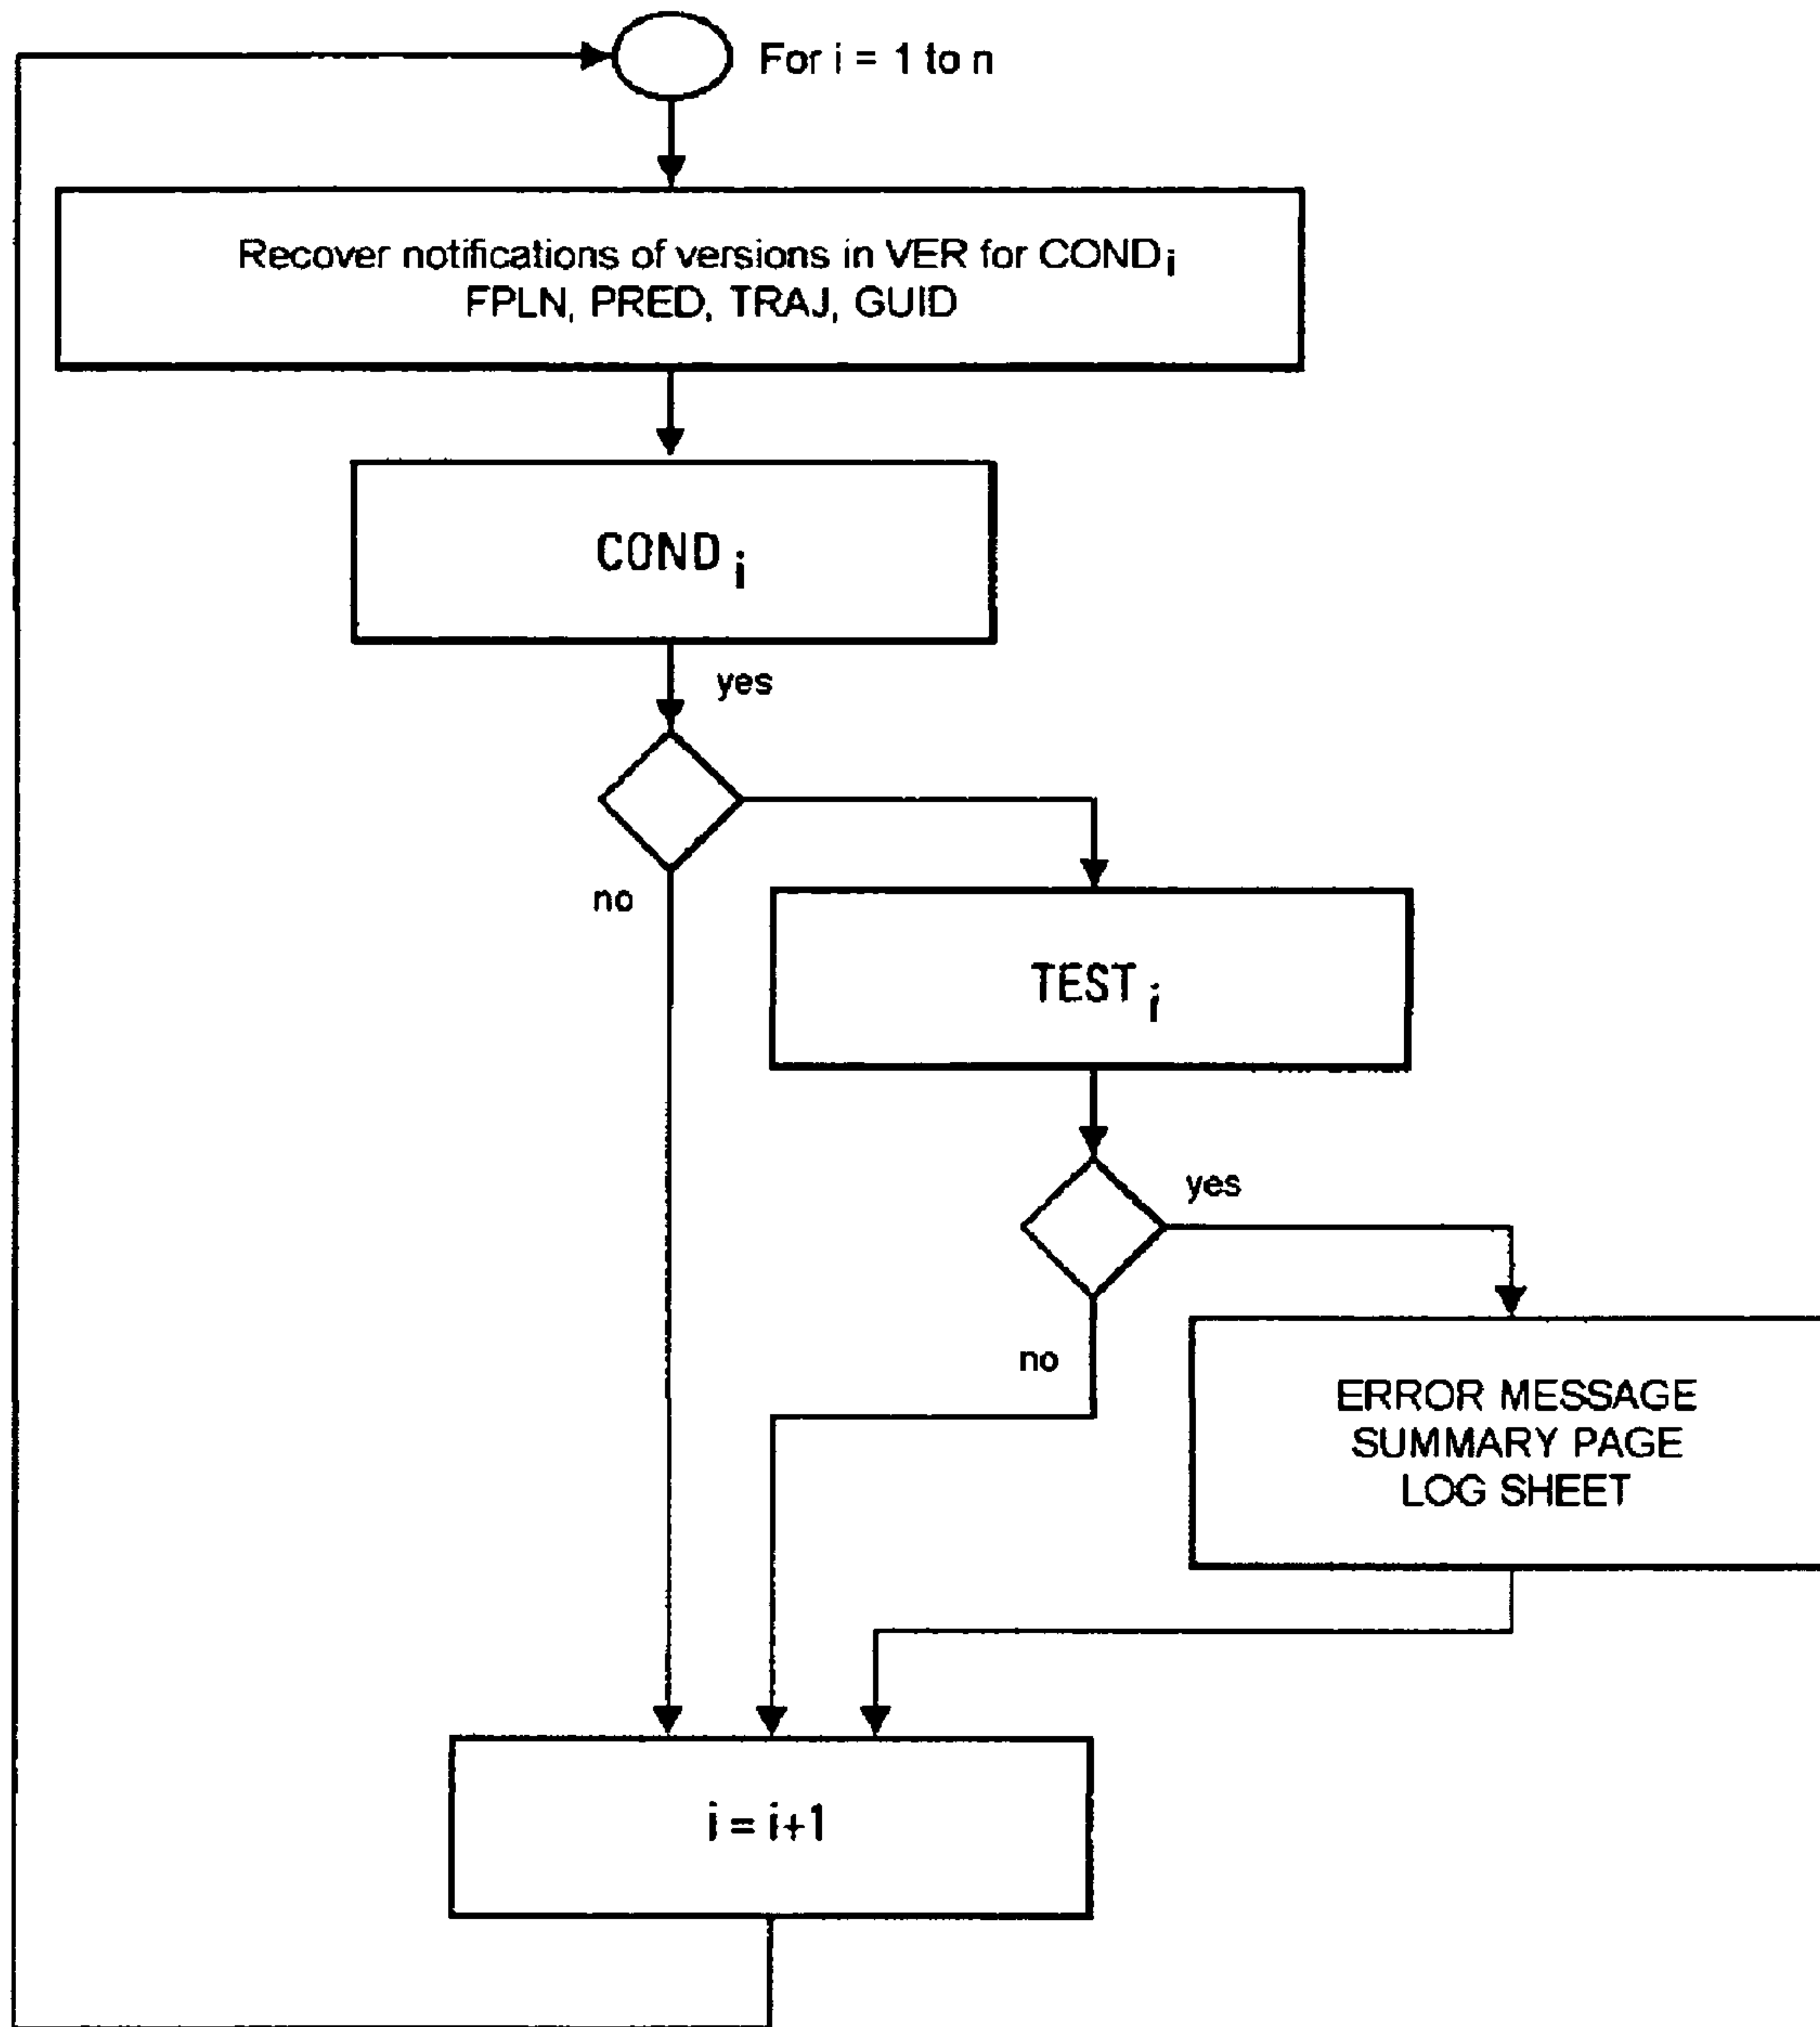 For i = 1 to n
Recover notifications of versions in VER for CONDi
FPLN, PRED, TRAJ, GUID
CONDi
yes
no
TESTi
yes
no
ERROR MESSAGE
SUMMARY PAGE
LOG SHEET
i = i+1